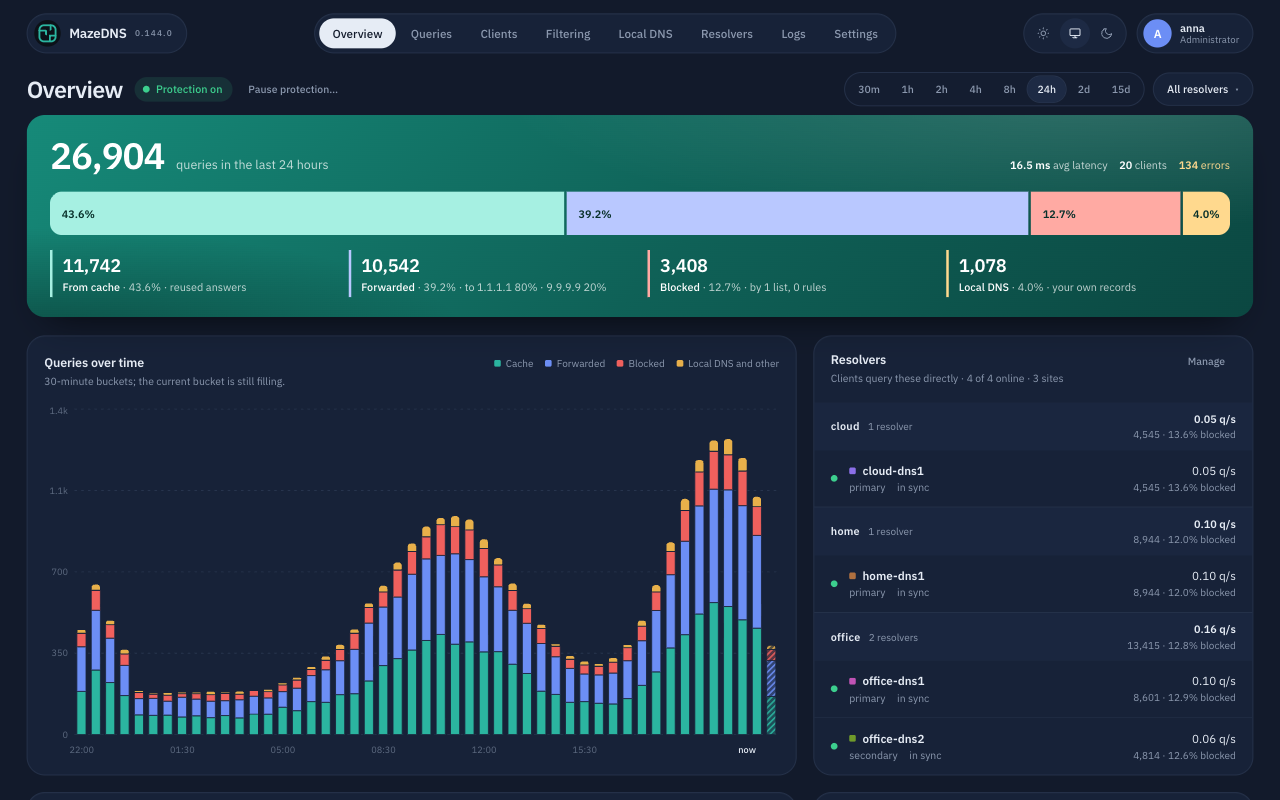 MazeDNS 0.144.0
Overview Queries Clients Filtering Local DNS Resolvers Logs Settings
A anna
Administrator
Overview Protection on Pause protection...
30m 1h 2h 4h 8h 24h 2d 15d All resolvers
26,904 queries in the last 24 hours
16.5 ms avg latency 20 clients 134 errors
43.6% 39.2% 12.7% 4.0%
11,742
From cache · 43.6% · reused answers
10,542
Forwarded · 39.2% · to 1.1.1.1 80% · 9.9.9.9 20%
3,408
Blocked · 12.7% · by 1 list, 0 rules
1,078
Local DNS · 4.0% · your own records
Queries over time
Cache Forwarded Blocked Local DNS and other
30-minute buckets; the current bucket is still filling.
1.4k
1.1k
700
350
0
22:00 01:30 05:00 08:30 12:00 15:30 now
Resolvers Manage
Clients query these directly · 4 of 4 online · 3 sites
cloud 1 resolver 0.05 q/s
4,545 · 13.6% blocked
cloud-dns1 0.05 q/s
primary in sync 4,545 · 13.6% blocked
home 1 resolver 0.10 q/s
8,944 · 12.0% blocked
home-dns1 0.10 q/s
primary in sync 8,944 · 12.0% blocked
office 2 resolvers 0.16 q/s
13,415 · 12.8% blocked
office-dns1 0.10 q/s
primary in sync 8,601 · 12.9% blocked
office-dns2 0.06 q/s
secondary in sync 4,814 · 12.6% blocked